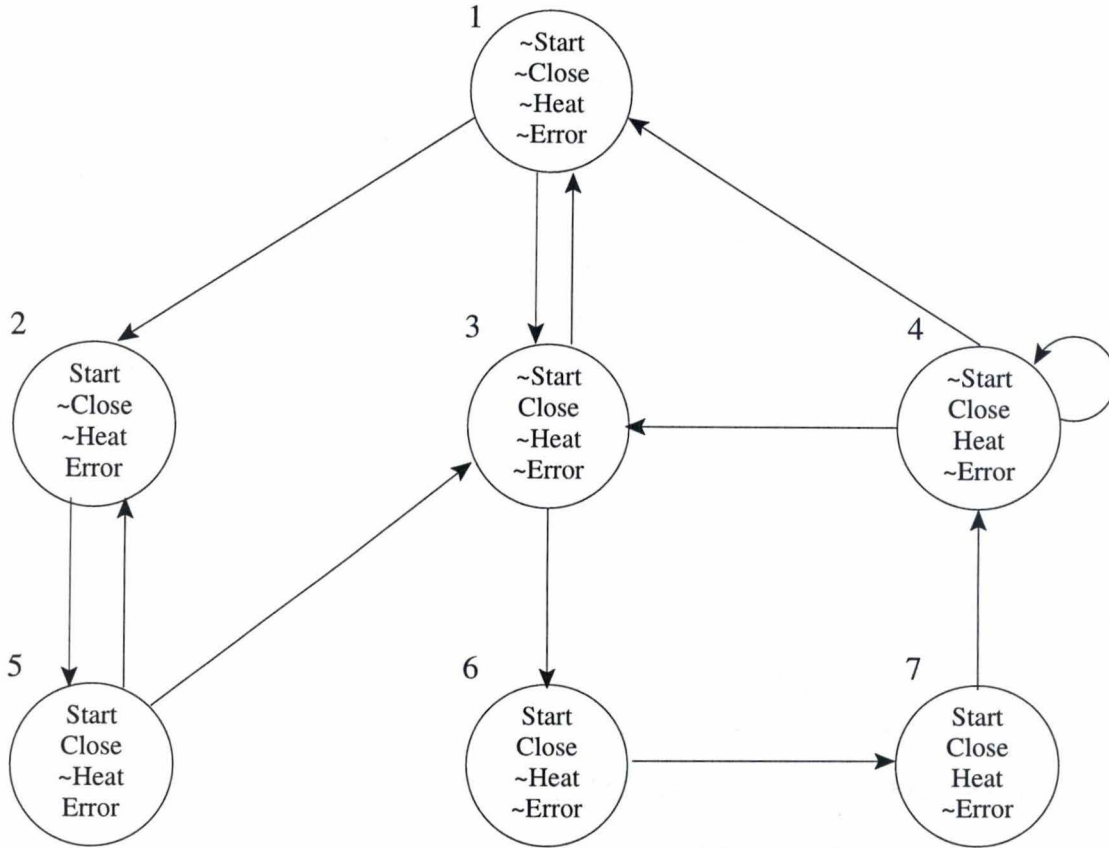 1
~Start
~Close
~Heat
~Error
2
Start
~Close
~Heat
Error
3
~Start
Close
~Heat
~Error
4
~Start
Close
Heat
~Error
5
Start
Close
~Heat
Error
6
Start
Close
~Heat
~Error
7
Start
Close
Heat
~Error